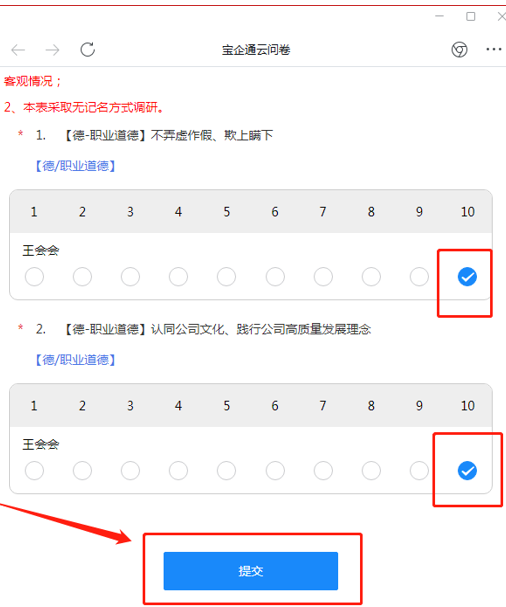 宝企通云问卷
客观情况；
2、本表采取无记名方式调研。
* 1. 【德-职业道德】不弄虚作假、欺上瞒下
【德/职业道德】
1 2 3 4 5 6 7 8 9 10
王会会
* 2. 【德-职业道德】认同公司文化、践行公司高质量发展理念
【德/职业道德】
1 2 3 4 5 6 7 8 9 10
王会会
提交